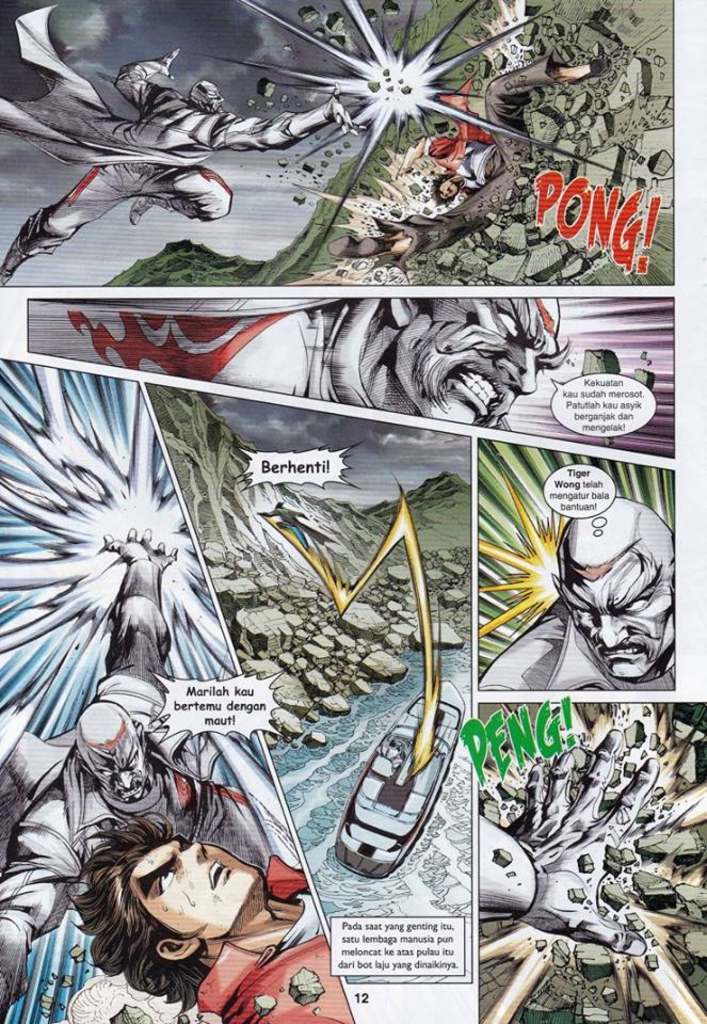 PENG!
PONG!
Kekuatan
kau sudah merosot.
Patutlah kau asyik
berganjak dan
mengelak!
Marilah kau
bertemu dengan
maut!
Berhenti!
Pada saat yang genting itu,
satu lembaga manusia pun
melompat ke atas pulau itu
dari bot laju yang dinaikinya.
Tiger
Wong telah
mengatur bala
bantuan!
PENG!
12